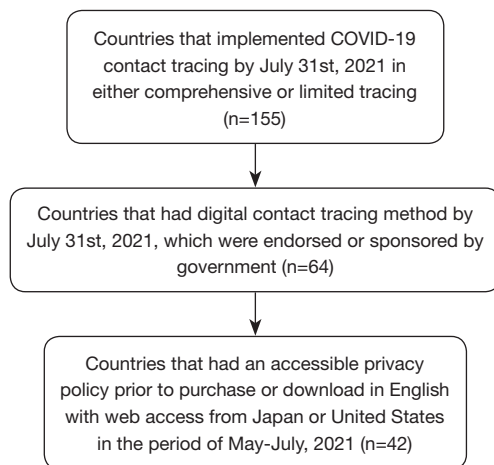 Countries that implemented COVID-19
contact tracing by July 31st, 2021 in
either comprehensive or limited tracing
(n=155)
Countries that had digital contact tracing method by
July 31st, 2021, which were endorsed or sponsored by
government (n=64)
Countries that had an accessible privacy
policy prior to purchase or download in English
with web access from Japan or United States
in the period of May-July, 2021 (n=42)